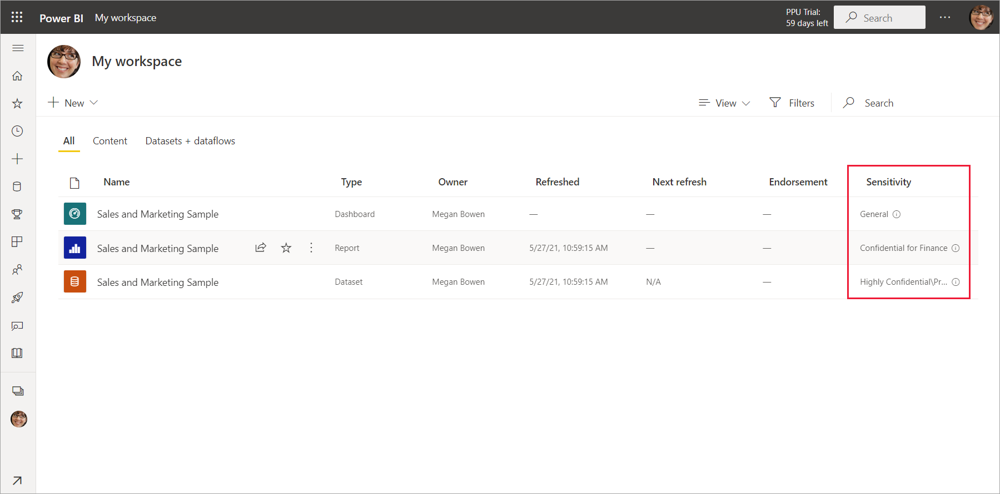 Power BI My workspace
PPU Trial:
59 days left
Search
My workspace
New
View
Filters
Search
All Content Datasets + dataflows
Name Type Owner Refreshed Next refresh Endorsement Sensitivity
Sales and Marketing Sample Dashboard Megan Bowen — — — General
Sales and Marketing Sample Report Megan Bowen 5/27/21, 10:59:15 AM — — Confidential for Finance
Sales and Marketing Sample Dataset Megan Bowen 5/27/21, 10:59:15 AM N/A — Highly Confidential\Pr...